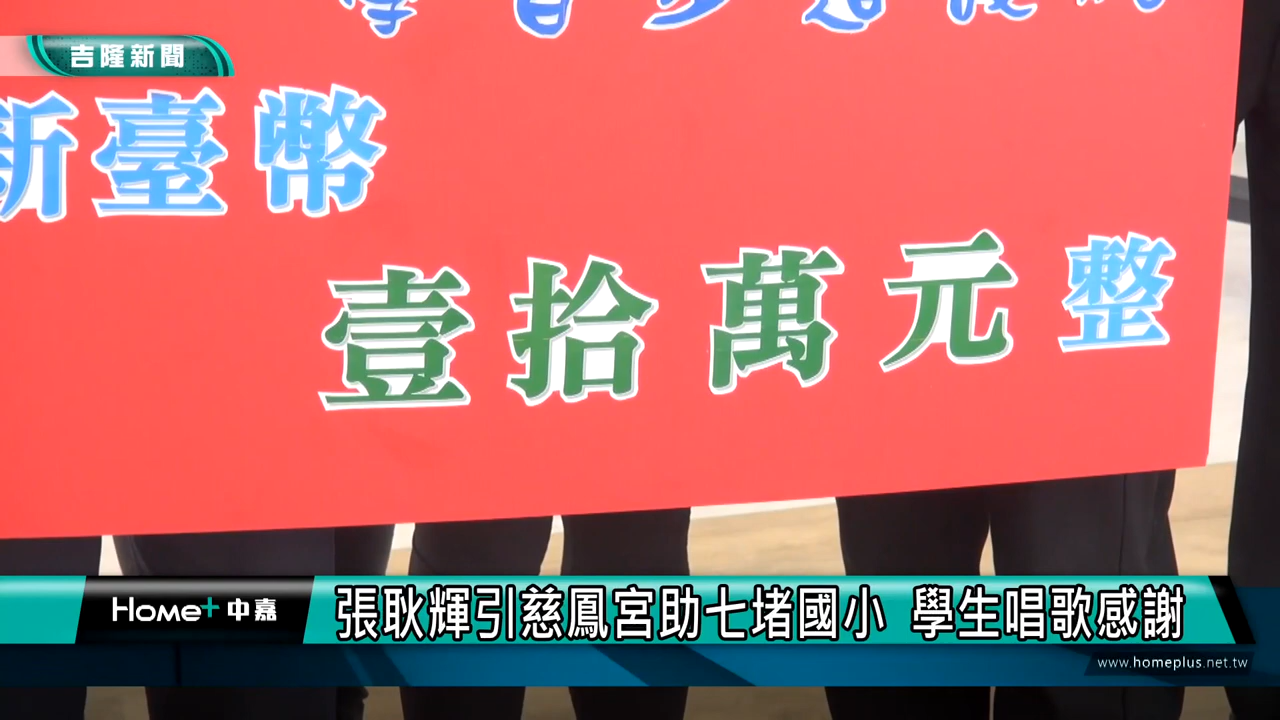 吉隆新聞
新臺幣
壹拾萬元整
Home+中嘉
張耿輝引慈鳳宮助七堵國小 學生唱歌感謝
www.homeplus.net.tw